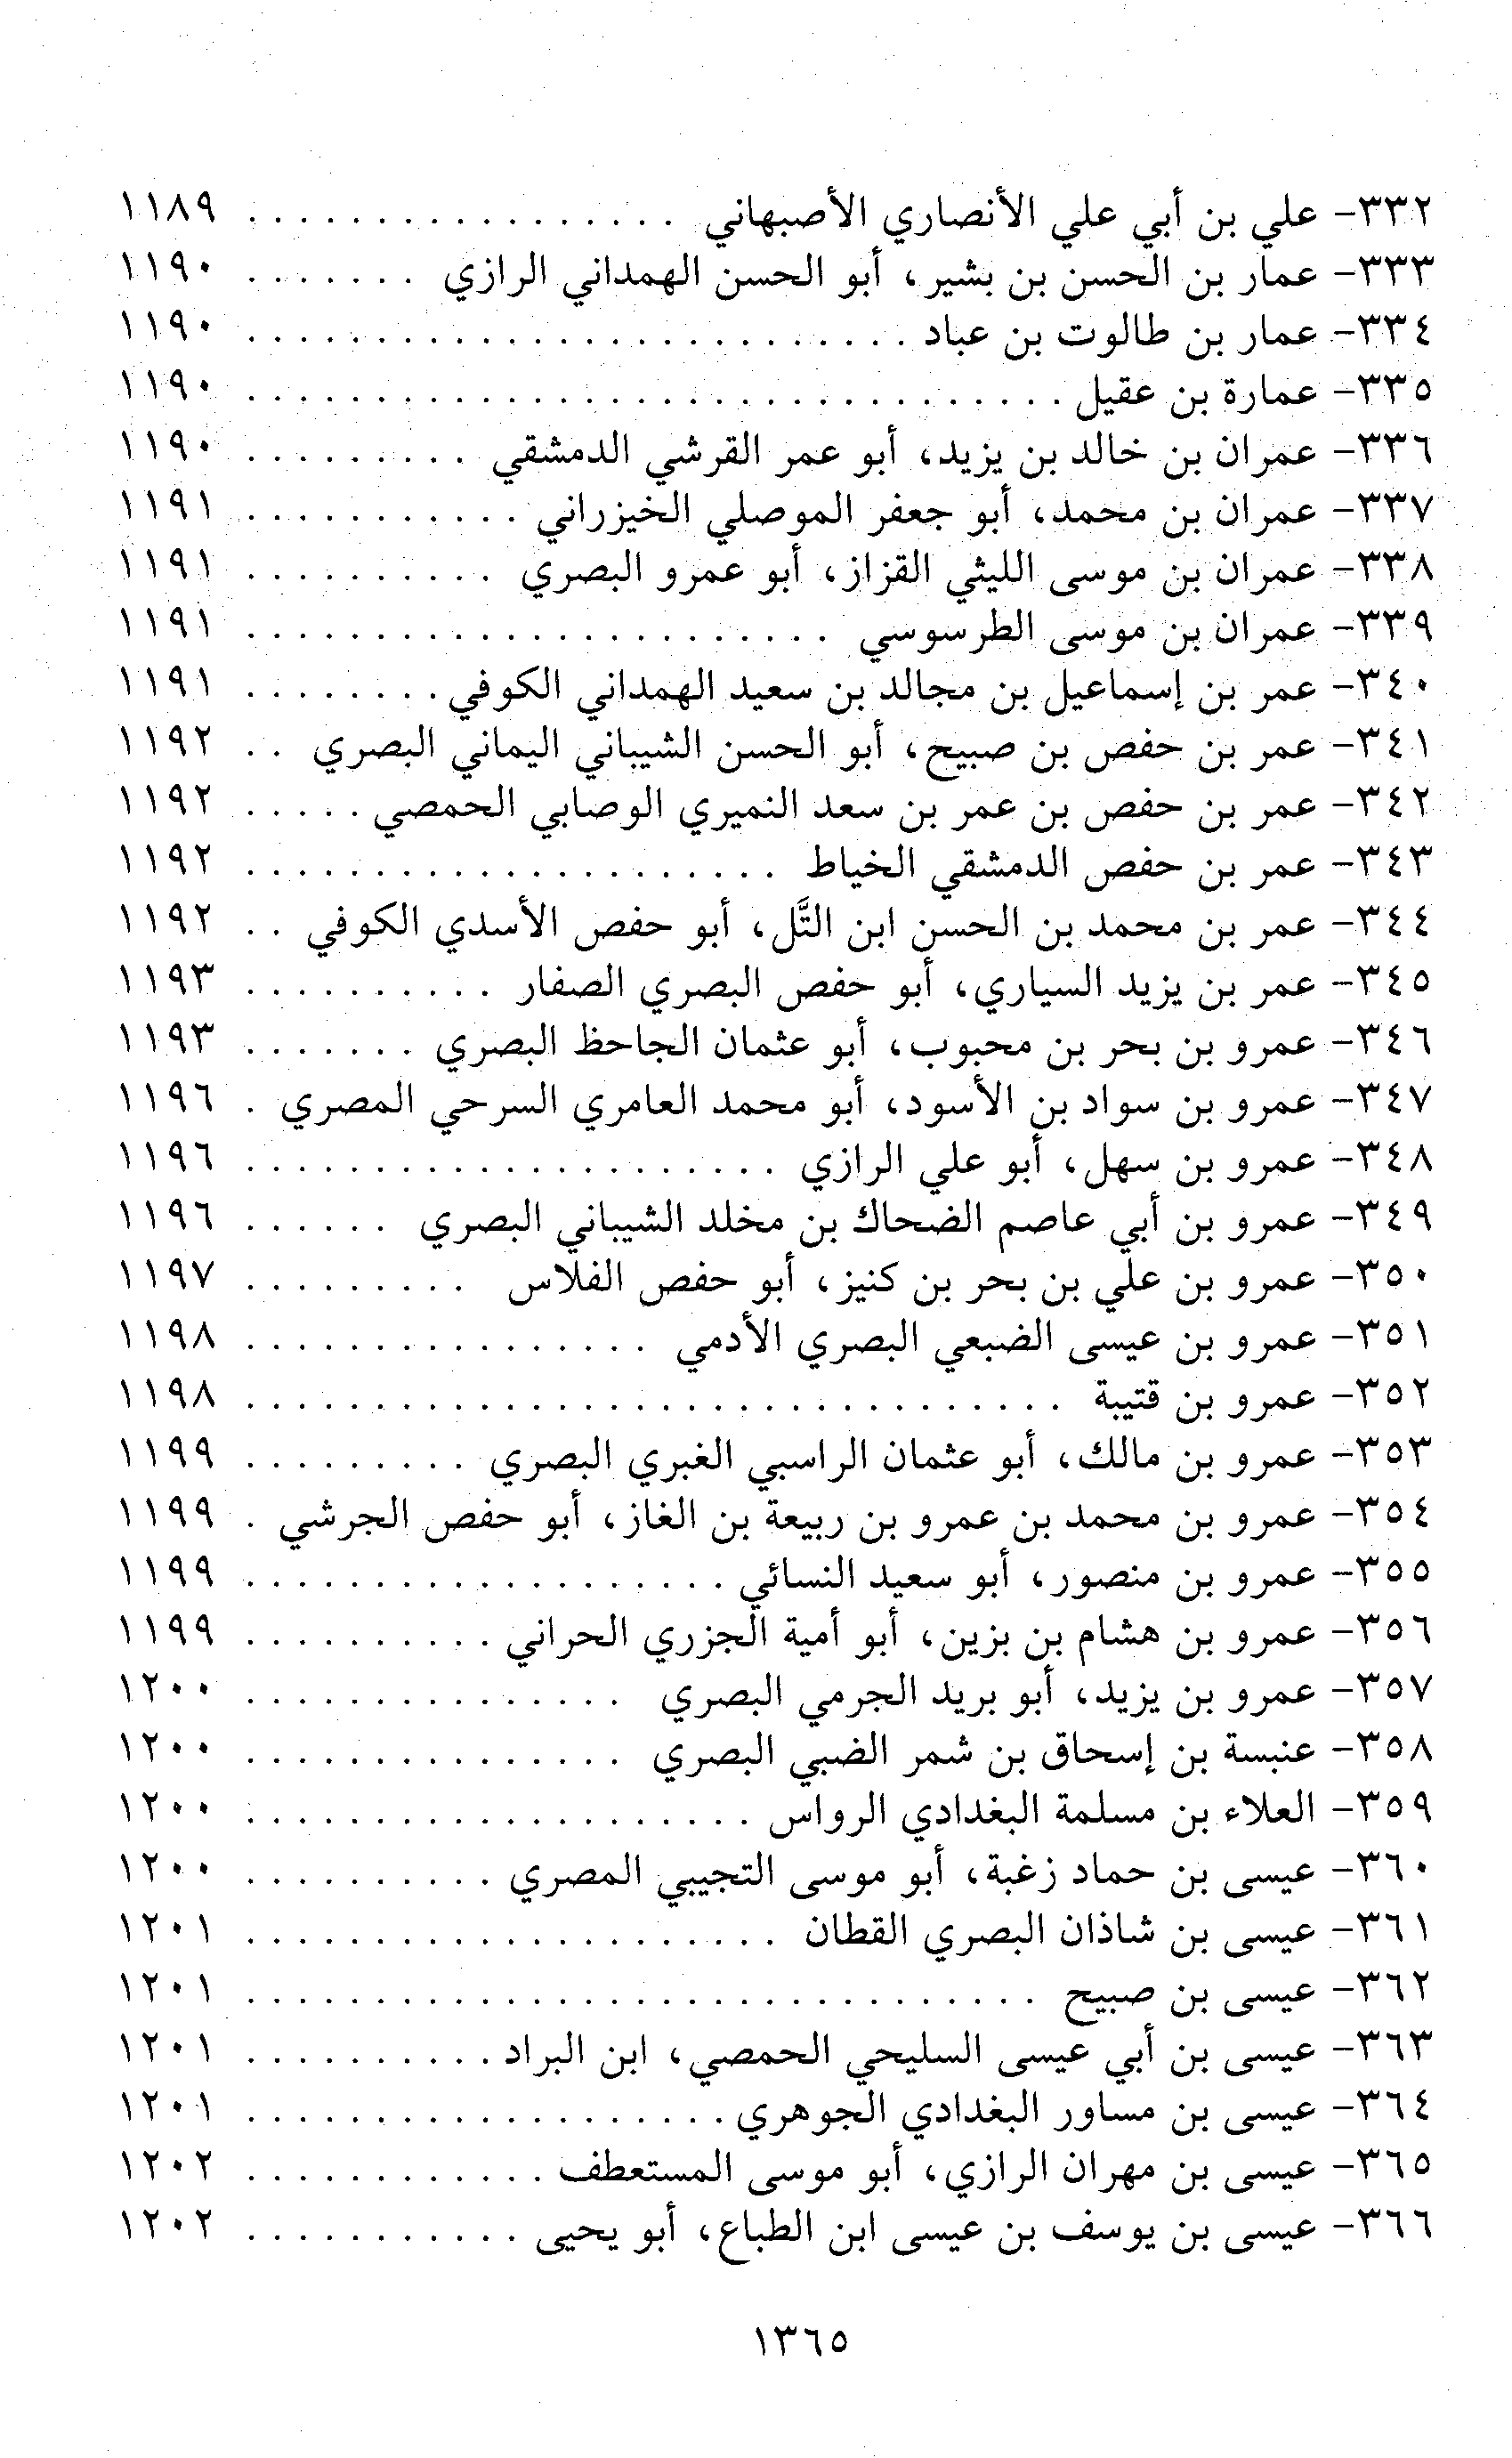 ٣٣٢- علي بن أبي علي الأنصاري الأصبهاني . . . . . . . . . . . . . . . . . ١١٨٩
٣٣٣- عمار بن الحسن بن بشير، أبو الحسن الهمداني الرازي . . . . . . . ١١٩٠
٣٣٤- عمار بن طالوت بن عباد . . . . . . . . . . . . . . . . . . . . . . . . . . ١١٩٠
٣٣٥- عمارة بن عقيل . . . . . . . . . . . . . . . . . . . . . . . . . . . . . . . . ١١٩٠
٣٣٦- عمران بن خالد بن يزيد، أبو عمر القرشي الدمشقي . . . . . . . . . ١١٩٠
٣٣٧- عمران بن محمد، أبو جعفر الموصلي الخيزراني . . . . . . . . . . . ١١٩١
٣٣٨- عمران بن موسى الليثي القزاز، أبو عمرو البصري . . . . . . . . . . ١١٩١
٣٣٩- عمران بن موسى الطرسوسي . . . . . . . . . . . . . . . . . . . . . . . ١١٩١
٣٤٠- عمر بن إسماعيل بن مجالد بن سعيد الهمداني الكوفي . . . . . . . . ١١٩١
٣٤١- عمر بن حفص بن صبيح، أبو الحسن الشيباني اليماني البصري . . ١١٩٢
٣٤٢- عمر بن حفص بن عمر بن سعد النميري الوصابي الحمصي . . . . . ١١٩٢
٣٤٣- عمر بن حفص الدمشقي الخياط . . . . . . . . . . . . . . . . . . . . . ١١٩٢
٣٤٤- عمر بن محمد بن الحسن ابن التَّل، أبو حفص الأسدي الكوفي . . ١١٩٢
٣٤٥- عمر بن يزيد السياري، أبو حفص البصري الصفار . . . . . . . . . . ١١٩٣
٣٤٦- عمرو بن بحر بن محبوب، أبو عثمان الجاحظ البصري . . . . . . . ١١٩٣
٣٤٧- عمرو بن سواد بن الأسود، أبو محمد العامري السرحي المصري . ١١٩٦
٣٤٨- عمرو بن سهل، أبو علي الرازي . . . . . . . . . . . . . . . . . . . . . ١١٩٦
٣٤٩- عمرو بن أبي عاصم الضحاك بن مخلد الشيباني البصري . . . . . . ١١٩٦
٣٥٠- عمرو بن علي بن بحر بن كنيز، أبو حفص الفلاس . . . . . . . . . ١١٩٧
٣٥١- عمرو بن عيسى الضبعي البصري الأدمي . . . . . . . . . . . . . . . . ١١٩٨
٣٥٢- عمرو بن قتيبة . . . . . . . . . . . . . . . . . . . . . . . . . . . . . . . . ١١٩٨
٣٥٣- عمرو بن مالك، أبو عثمان الراسبي الغبري البصري . . . . . . . . . ١١٩٩
٣٥٤- عمرو بن محمد بن عمرو بن ربيعة بن الغاز، أبو حفص الجرشي . ١١٩٩
٣٥٥- عمرو بن منصور، أبو سعيد النسائي . . . . . . . . . . . . . . . . . . . ١١٩٩
٣٥٦- عمرو بن هشام بن بزين، أبو أمية الجزري الحراني . . . . . . . . . . ١١٩٩
٣٥٧- عمرو بن يزيد، أبو بريد الجرمي البصري . . . . . . . . . . . . . . . ١٢٠٠
٣٥٨- عنبسة بن إسحاق بن شمر الضبي البصري . . . . . . . . . . . . . . . ١٢٠٠
٣٥٩- العلاء بن مسلمة البغدادي الرواس . . . . . . . . . . . . . . . . . . . . ١٢٠٠
٣٦٠- عيسى بن حماد زغبة، أبو موسى التجيبي المصري . . . . . . . . . . ١٢٠٠
٣٦١- عيسى بن شاذان البصري القطان . . . . . . . . . . . . . . . . . . . . . ١٢٠١
٣٦٢- عيسى بن صبيح . . . . . . . . . . . . . . . . . . . . . . . . . . . . . . . ١٢٠١
٣٦٣- عيسى بن أبي عيسى السليحي الحمصي، ابن البراد . . . . . . . . . . ١٢٠١
٣٦٤- عيسى بن مساور البغدادي الجوهري . . . . . . . . . . . . . . . . . . . ١٢٠١
٣٦٥- عيسى بن مهران الرازي، أبو موسى المستعطف . . . . . . . . . . . . ١٢٠٢
٣٦٦- عيسى بن يوسف بن عيسى ابن الطباع، أبو يحيى . . . . . . . . . . . ١٢٠٢
١٣٦٥